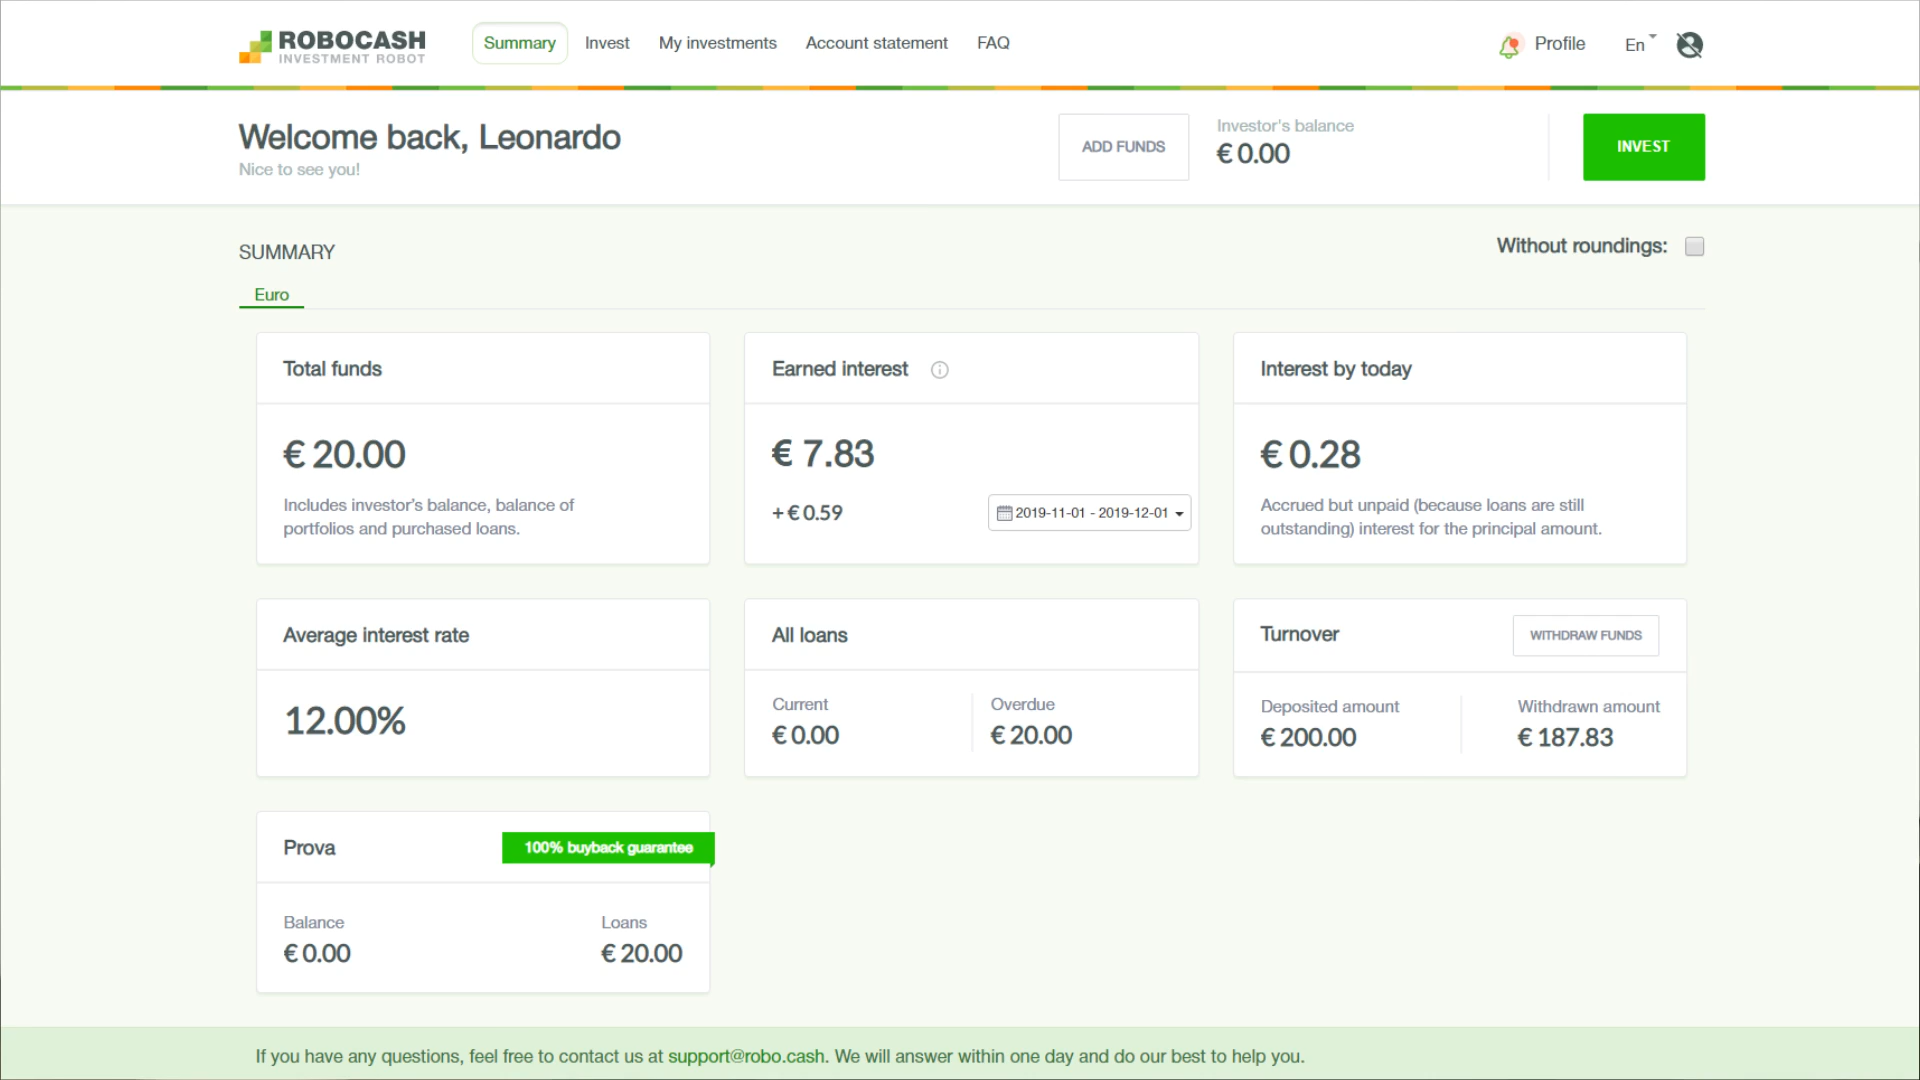 ROBOCASH
INVESTMENT ROBOT
Summary
Invest
My investments
Account statement
FAQ
Profile
En
Welcome back, Leonardo
Nice to see you!
ADD FUNDS
Investor's balance
€ 0.00
INVEST
SUMMARY
Without roundings:
Euro
Total funds
€ 20.00
Includes investor’s balance, balance of
portfolios and purchased loans.
Earned interest
€ 7.83
+ € 0.59
2019-11-01 - 2019-12-01
Interest by today
€ 0.28
Accrued but unpaid (because loans are still
outstanding) interest for the principal amount.
Average interest rate
12.00%
All loans
Current
€ 0.00
Overdue
€ 20.00
Turnover
WITHDRAW FUNDS
Deposited amount
€ 200.00
Withdrawn amount
€ 187.83
Prova
100% buyback guarantee
Balance
€ 0.00
Loans
€ 20.00
If you have any questions, feel free to contact us at support@robo.cash. We will answer within one day and do our best to help you.